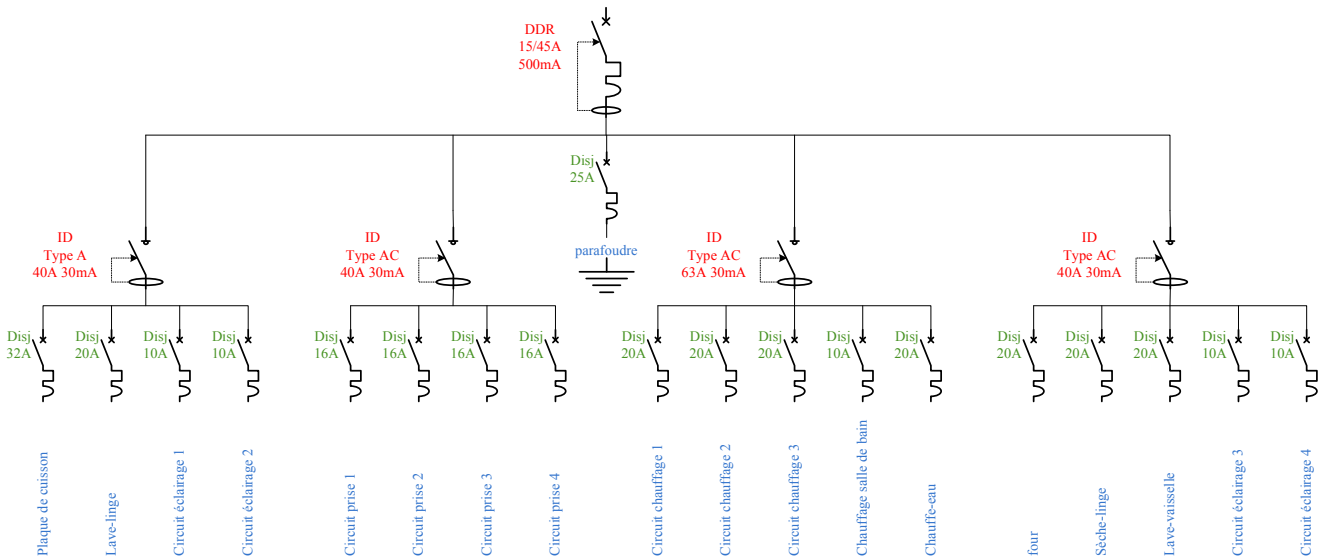 DDR
15/45A
500mA
Disj
25A
parafoudre
ID
Type A
40A 30mA
ID
Type AC
40A 30mA
ID
Type AC
63A 30mA
ID
Type AC
40A 30mA
Disj
32A
Disj
20A
Disj
10A
Disj
10A
Disj
16A
Disj
16A
Disj
16A
Disj
16A
Disj
20A
Disj
20A
Disj
20A
Disj
10A
Disj
20A
Disj
20A
Disj
20A
Disj
20A
Disj
10A
Disj
10A
Plaque de cuisson
Lave-linge
Circuit éclairage 1
Circuit éclairage 2
Circuit prise 1
Circuit prise 2
Circuit prise 3
Circuit prise 4
Circuit chauffage 1
Circuit chauffage 2
Circuit chauffage 3
Chauffage salle de bain
Chauffe-eau
four
Sèche-linge
Lave-vaisselle
Circuit éclairage 3
Circuit éclairage 4